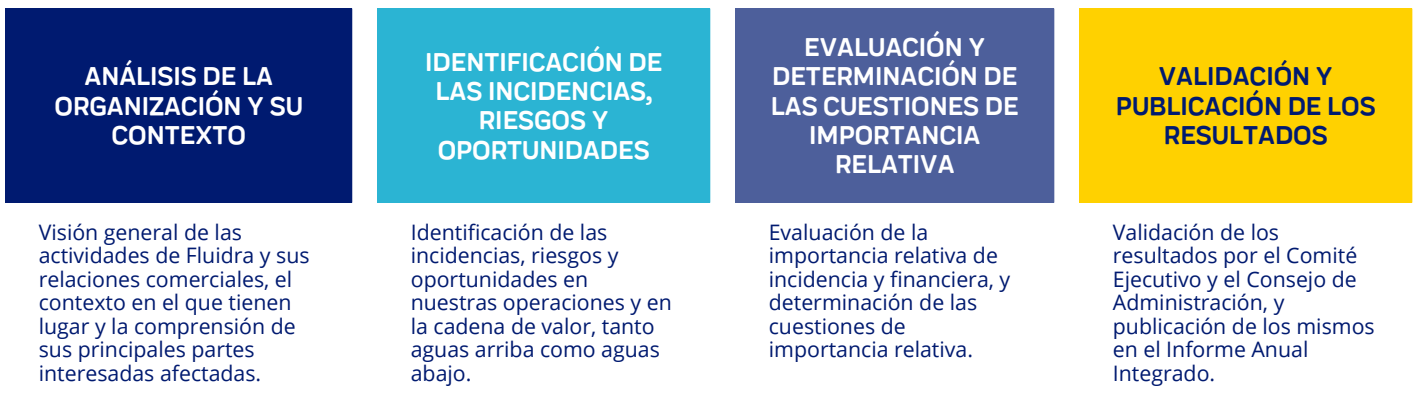 ANÁLISIS DE LA
ORGANIZACIÓN Y SU
CONTEXTO
Visión general de las
actividades de Fluidra y sus
relaciones comerciales, el
contexto en el que tienen
lugar y la comprensión de
sus principales partes
interesadas afectadas.
IDENTIFICACIÓN DE
LAS INCIDENCIAS,
RIESGOS Y
OPORTUNIDADES
Identificación de las
incidencias, riesgos y
oportunidades en
nuestras operaciones y en
la cadena de valor, tanto
aguas arriba como aguas
abajo.
EVALUACIÓN Y
DETERMINACIÓN DE
LAS CUESTIONES DE
IMPORTANCIA
RELATIVA
Evaluación de la
importancia relativa de
incidencia y financiera, y
determinación de las
cuestiones de
importancia relativa.
VALIDACIÓN Y
PUBLICACIÓN DE LOS
RESULTADOS
Validación de los
resultados por el Comité
Ejecutivo y el Consejo de
Administración, y
publicación de los mismos
en el Informe Anual
Integrado.